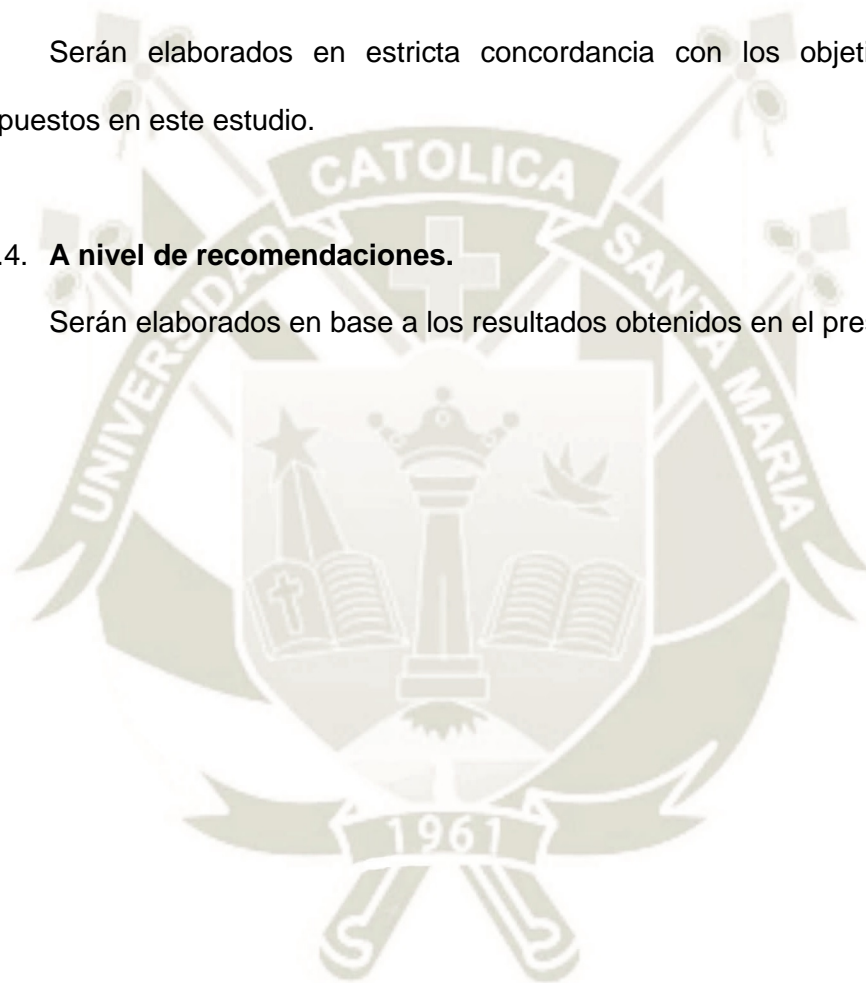 Serán elaborados en estricta concordancia con los objeti
puestos en este estudio.
.4. A nivel de recomendaciones.
Serán elaborados en base a los resultados obtenidos en el pre
UNIVERSIDAD CATOLICA SANTA MARIA
1961